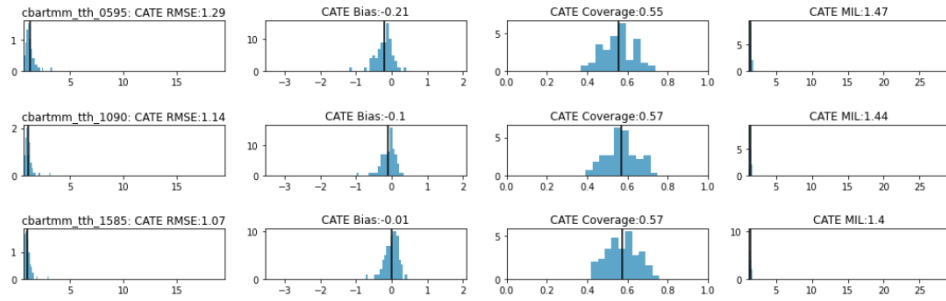 cbartmm_tth_0595: CATE RMSE:1.29 CATE Bias:-0.21 CATE Coverage:0.55 CATE MIL:1.47
1 10 5 5
0 0 0 0
5 10 15 −3 −2 −1 0 1 2 0.0 0.2 0.4 0.6 0.8 1.0 5 10 15 20 25
cbartmm_tth_1090: CATE RMSE:1.14 CATE Bias:-0.1 CATE Coverage:0.57 CATE MIL:1.44
2 10 5 5
1
0 0 0 0
5 10 15 −3 −2 −1 0 1 2 0.0 0.2 0.4 0.6 0.8 1.0 5 10 15 20 25
cbartmm_tth_1585: CATE RMSE:1.07 CATE Bias:-0.01 CATE Coverage:0.57 CATE MIL:1.4
1 10 5 10
5
0 0 0 0
5 10 15 −3 −2 −1 0 1 2 0.0 0.2 0.4 0.6 0.8 1.0 5 10 15 20 25